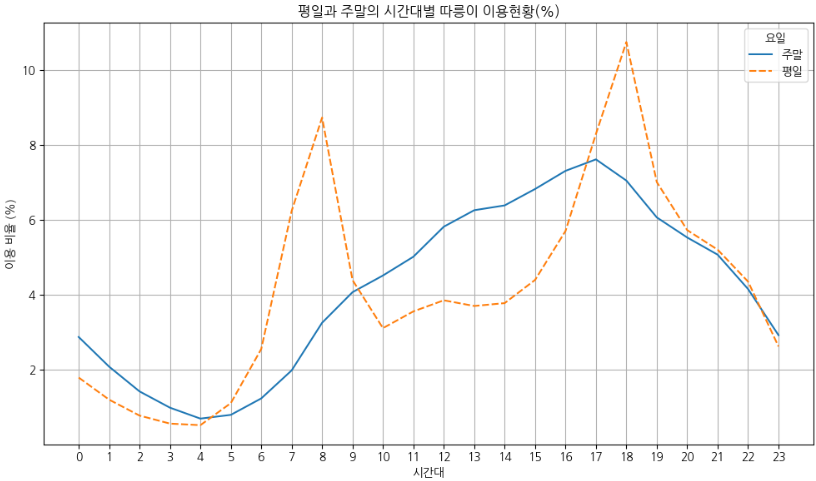 평일과 주말의 시간대별 따릉이 이용현황(%)
요일
주말
평일
이용 비율 (%)
10
8
6
4
2
0 1 2 3 4 5 6 7 8 9 10 11 12 13 14 15 16 17 18 19 20 21 22 23
시간대